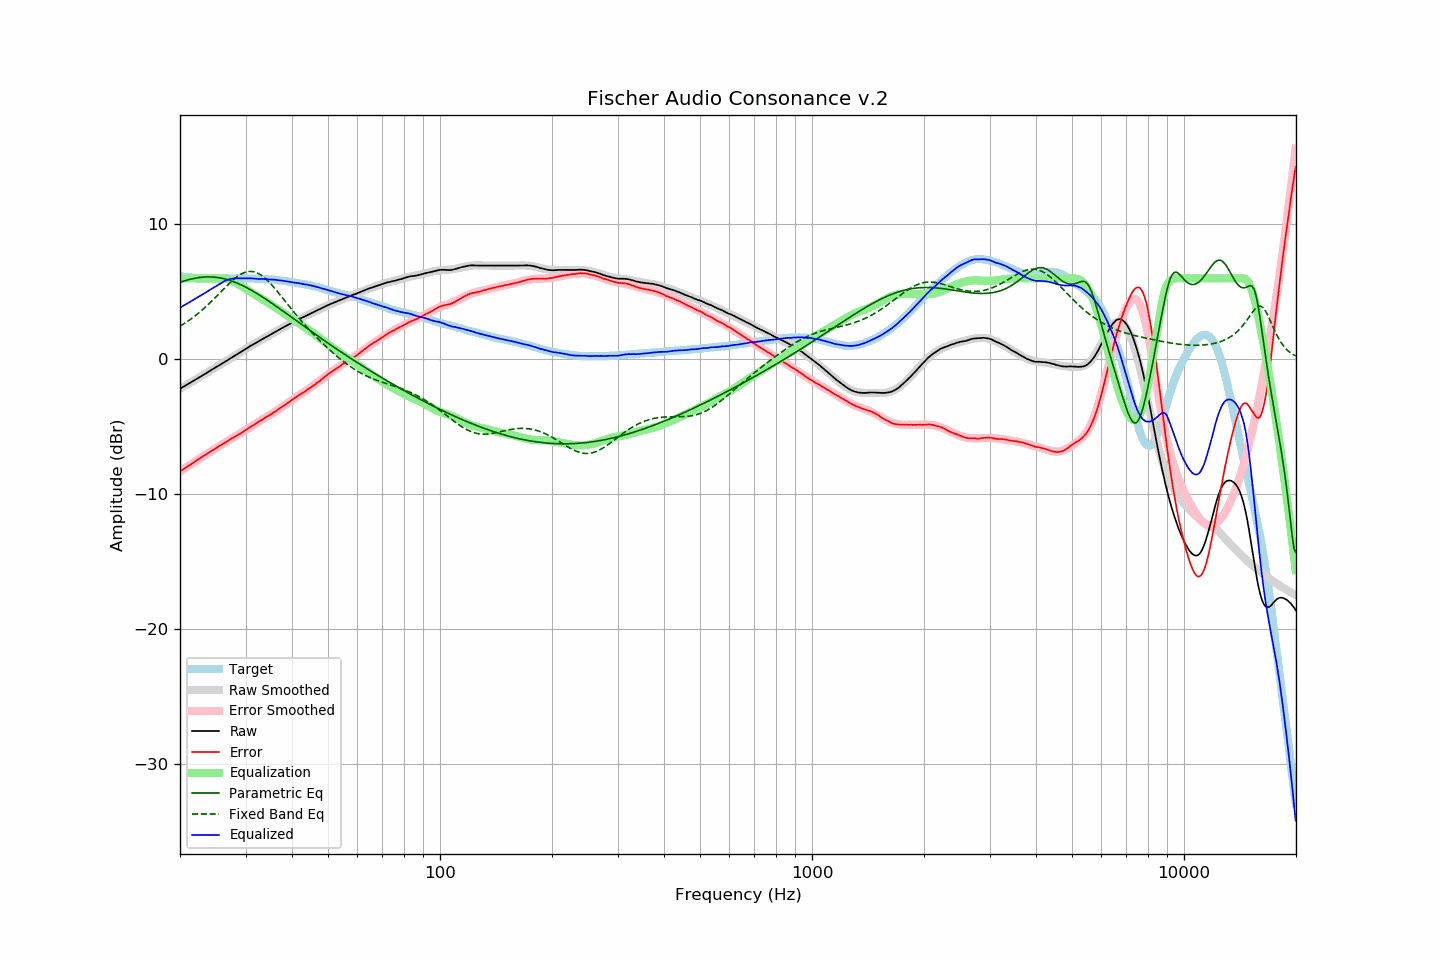 Fischer Audio Consonance v.2
Amplitude (dBr)
10
0
−10
−20
−30
Target
Raw Smoothed
Error Smoothed
Raw
Error
Equalization
Parametric Eq
Fixed Band Eq
Equalized
100
1000
10000
Frequency (Hz)